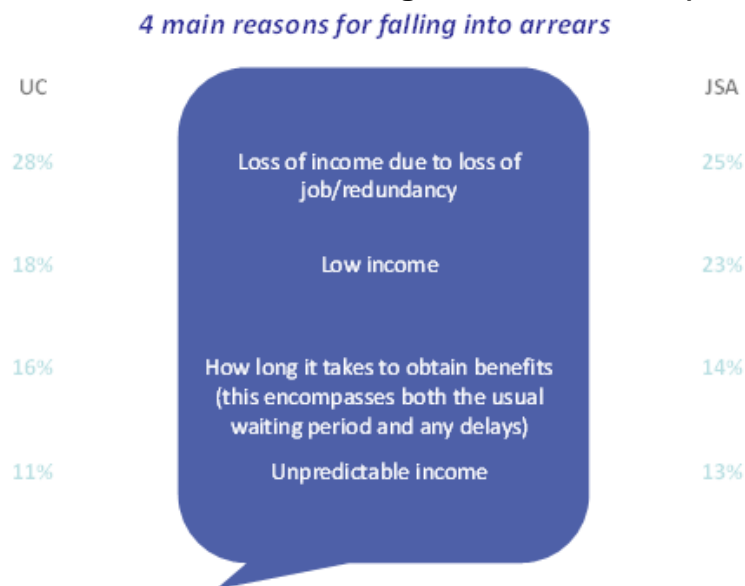 4 main reasons for falling into arrears
UC
JSA
28%
Loss of income due to loss of
job/redundancy
25%
18%
Low income
23%
16%
How long it takes to obtain benefits
(this encompasses both the usual
waiting period and any delays)
14%
11%
Unpredictable income
13%